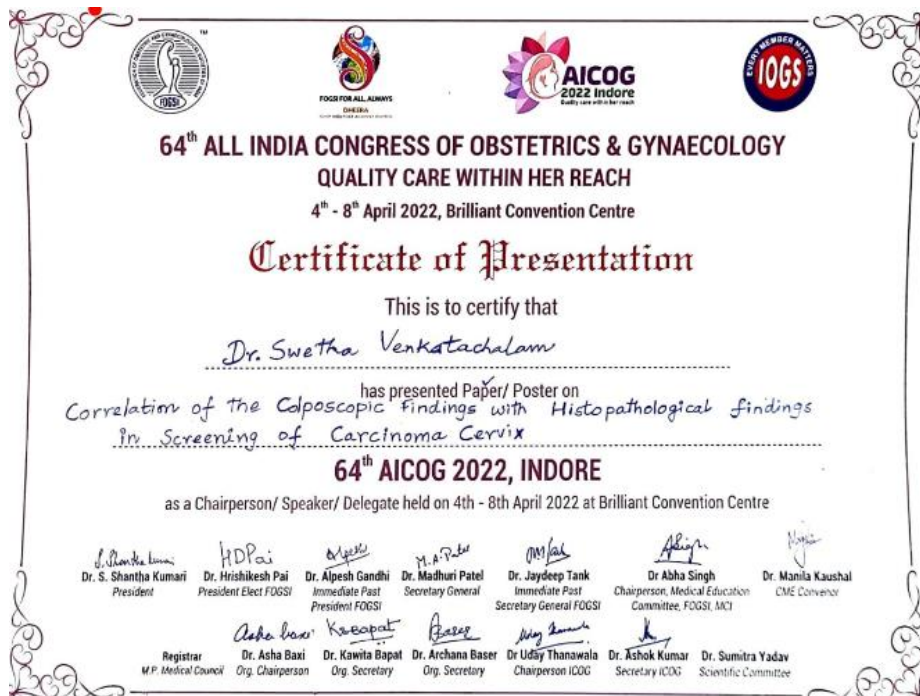 TM
FOGSI
FOGSI FOR ALL, ALWAYS
DHEERA
AICOG
2022 Indore
Quality care within her reach
EVERY MEMBER MATTERS
IOGS
64th ALL INDIA CONGRESS OF OBSTETRICS & GYNAECOLOGY
QUALITY CARE WITHIN HER REACH
4th - 8th April 2022, Brilliant Convention Centre
Certificate of Presentation
This is to certify that
Dr. Swetha Venkatachalam
has presented Paper/ Poster on
Correlation of the Colposcopic findings with Histopathological findings
in Screening of Carcinoma Cervix
64th AICOG 2022, INDORE
as a Chairperson/ Speaker/ Delegate held on 4th - 8th April 2022 at Brilliant Convention Centre
Dr. S. Shantha Kumari Dr. Hrishikesh Pai Dr. Alpesh Gandhi Dr. Madhuri Patel Dr. Jaydeep Tank Dr Abha Singh Dr. Manila Kaushal
President President Elect FOGSI Immediate Past Secretary General Immediate Past Chairperson, Medical Education CME Convenor
President FOGSI Secretary General FOGSI Committee, FOGSI, MCI
Registrar Dr. Asha Baxi Dr. Kawita Bapat Dr. Archana Baser Dr Uday Thanawala Dr. Ashok Kumar Dr. Sumitra Yadav
M.P. Medical Council Org. Chairperson Org. Secretary Org. Secretary Chairperson ICOG Secretary ICOG Scientific Committee